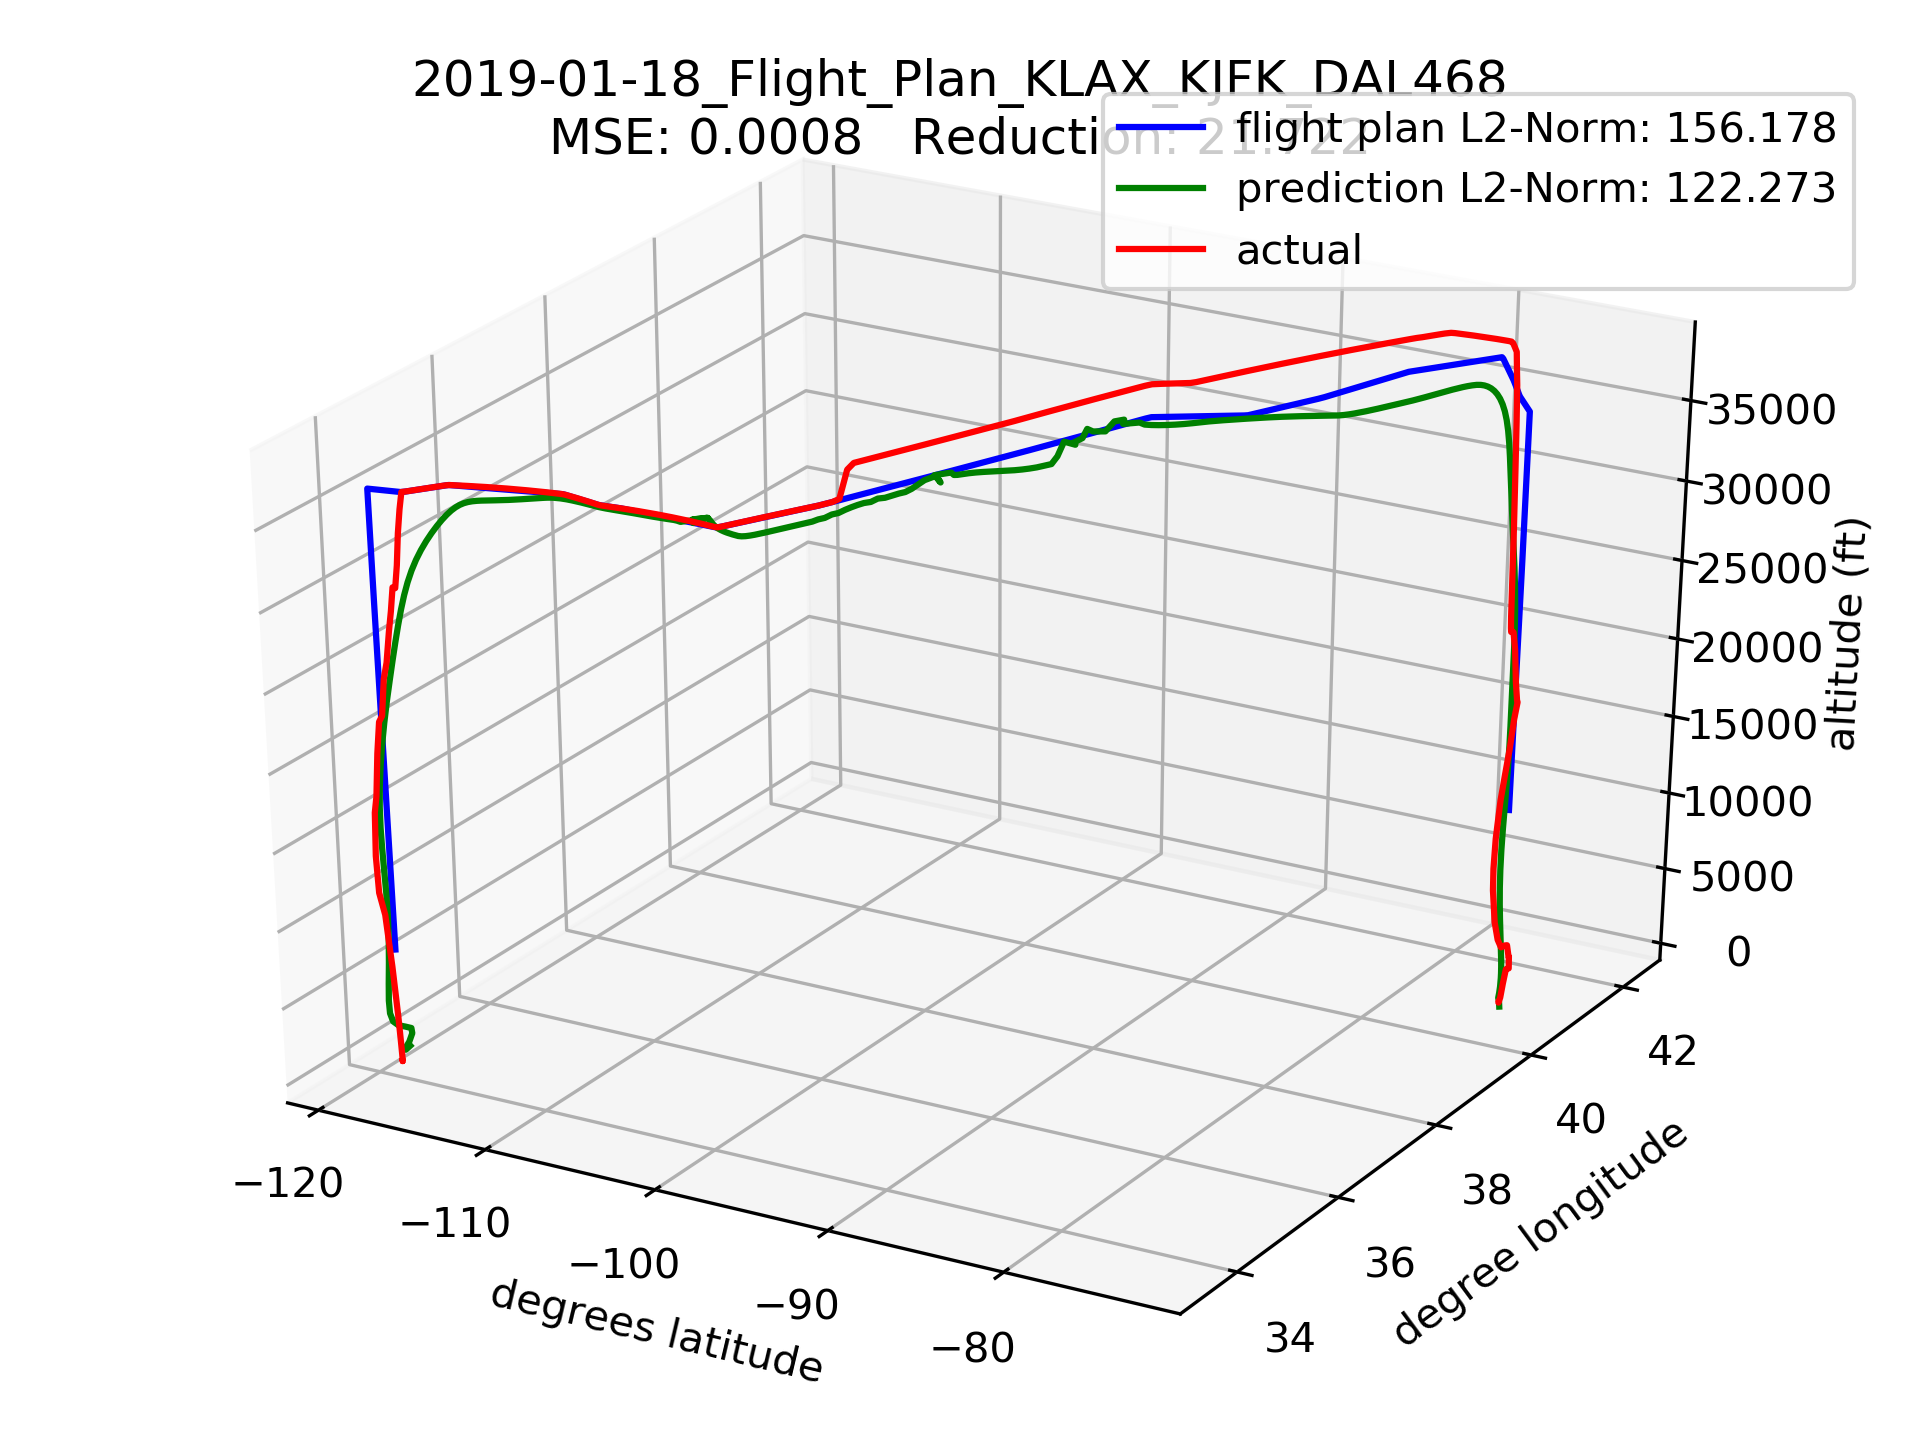 2019-01-18_Flight_Plan_KLAX_KJFK_DAL468
MSE: 0.0008 Reduction: 21.722
flight plan L2-Norm: 156.178
prediction L2-Norm: 122.273
actual
35000
30000
25000
20000
15000
10000
5000
0
altitude (ft)
42
40
38
36
34
degree longitude
−120
−110
−100
−90
−80
degrees latitude